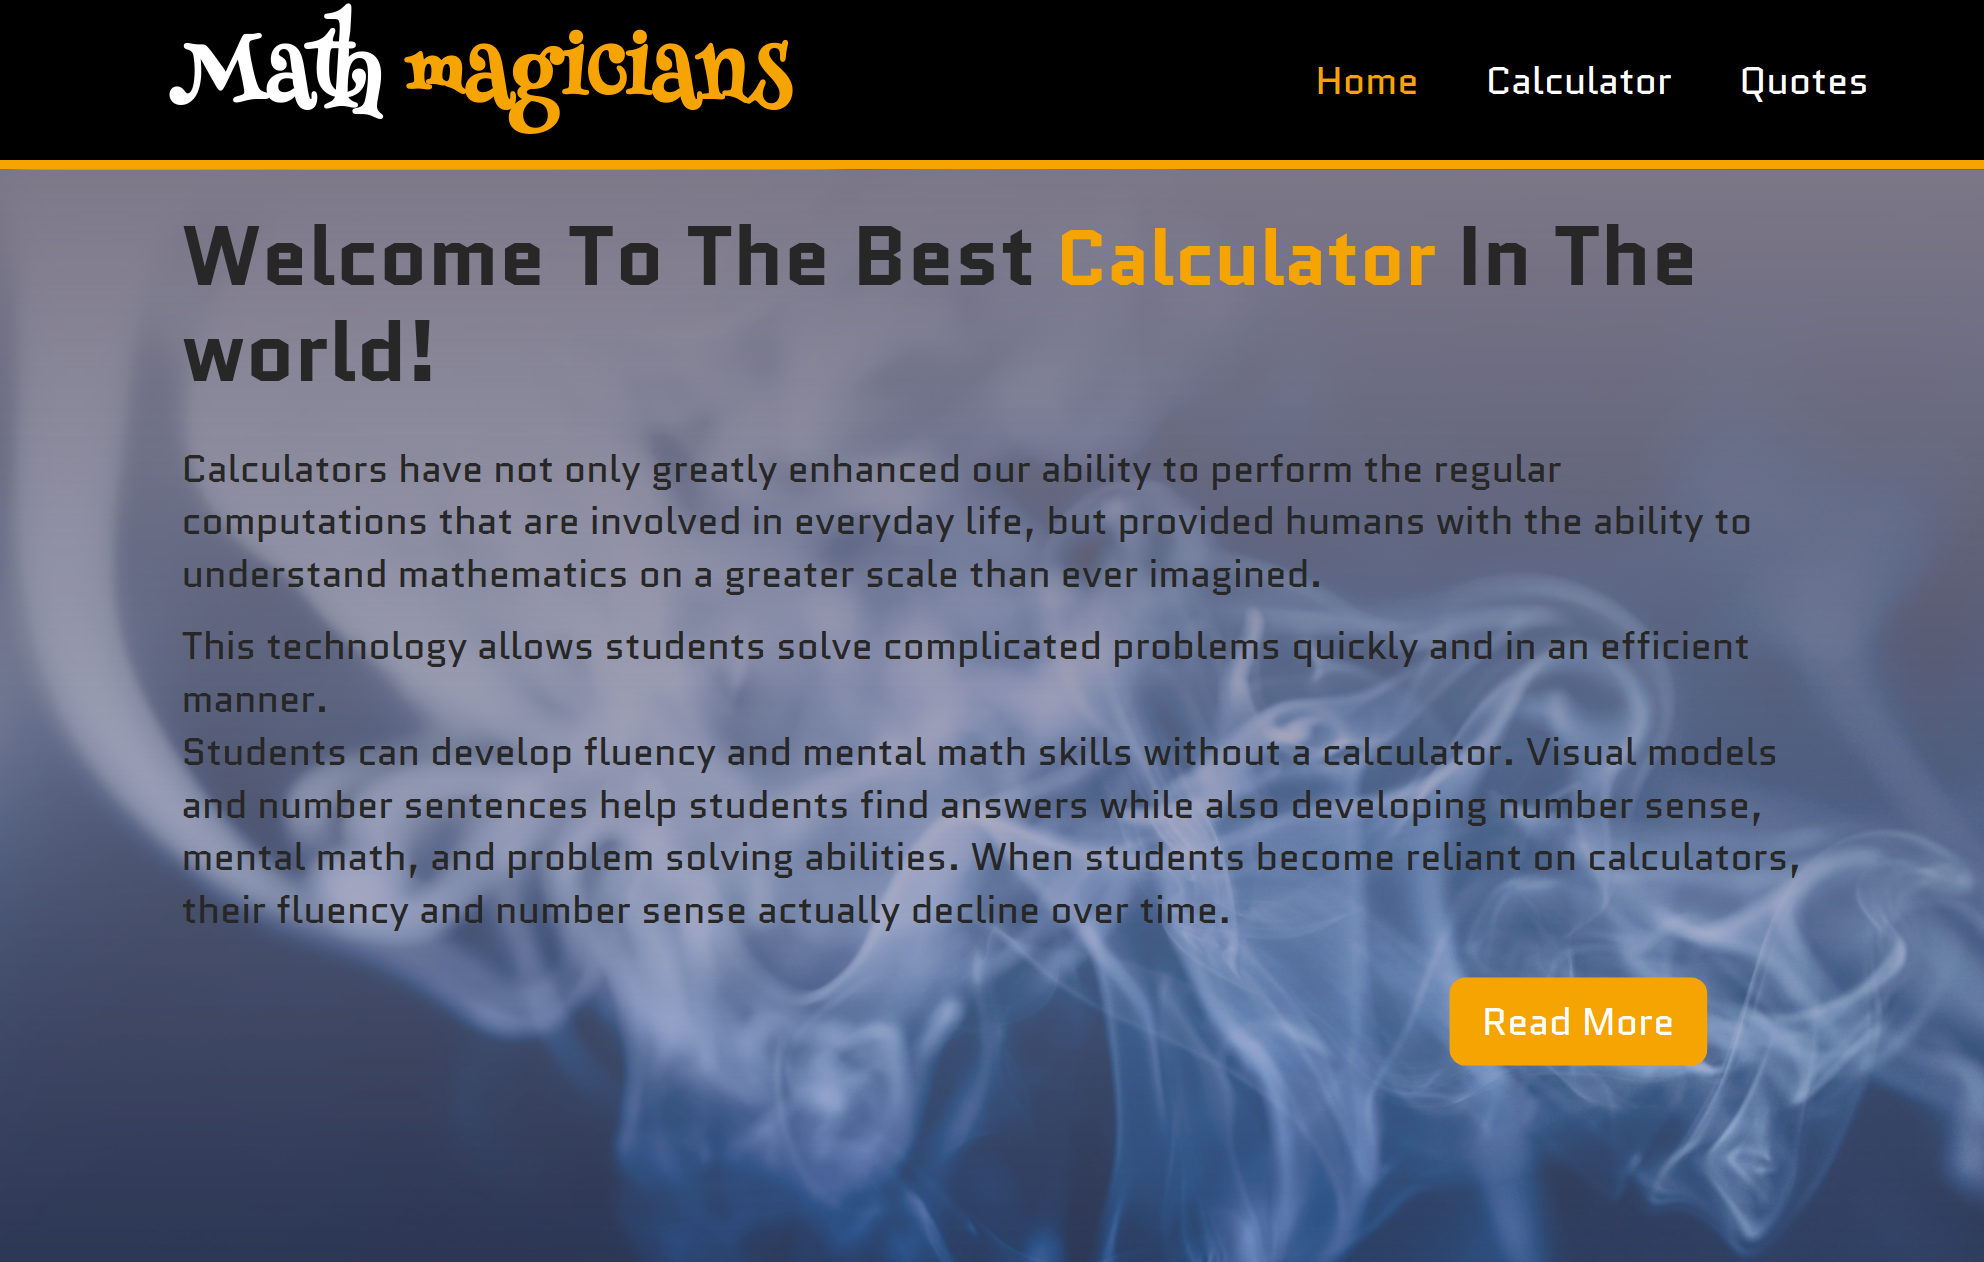 Math magicians
Home Calculator Quotes
Welcome To The Best Calculator In The
world!
Calculators have not only greatly enhanced our ability to perform the regular
computations that are involved in everyday life, but provided humans with the ability to
understand mathematics on a greater scale than ever imagined.
This technology allows students solve complicated problems quickly and in an efficient
manner.
Students can develop fluency and mental math skills without a calculator. Visual models
and number sentences help students find answers while also developing number sense,
mental math, and problem solving abilities. When students become reliant on calculators,
their fluency and number sense actually decline over time.
Read More